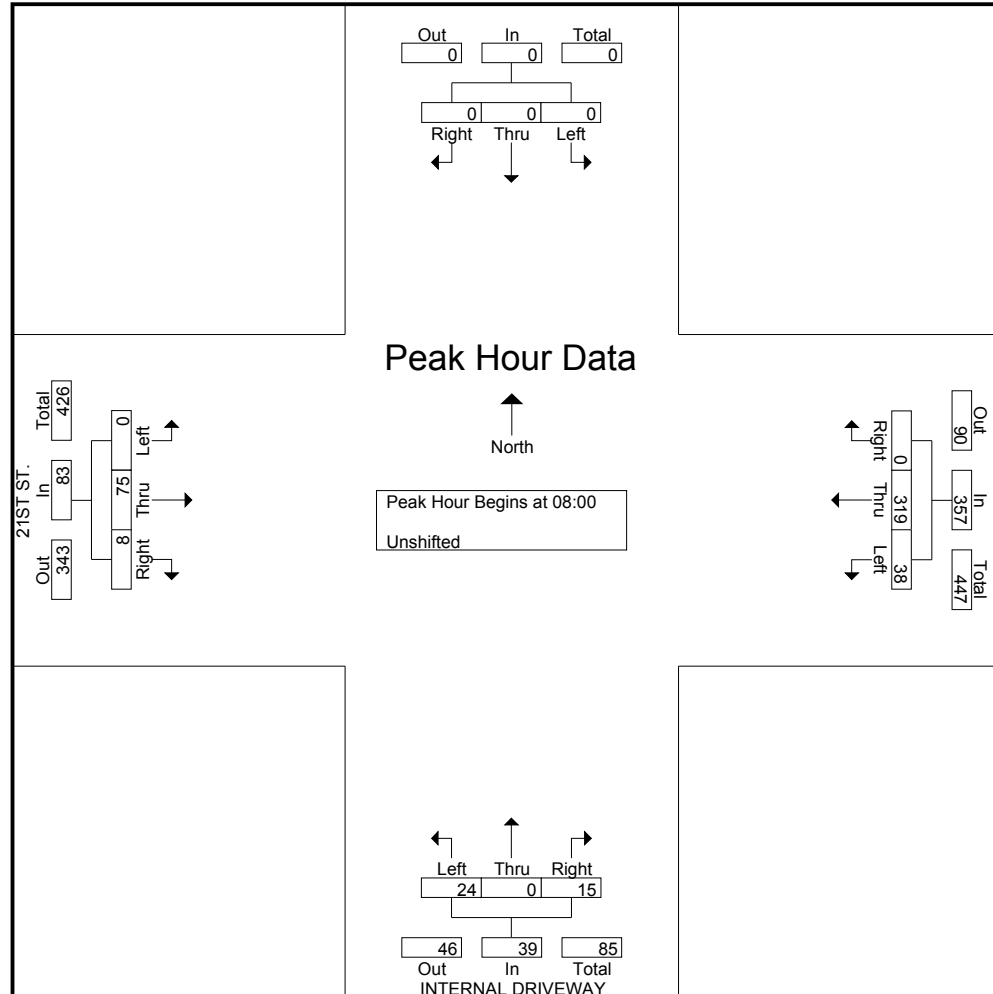 Out In Total
0 0 0
0 0 0
Right Thru Left
Peak Hour Data
North
Peak Hour Begins at 08:00
Unshifted
21ST ST.
Total In Out
426 83 343
0 75 8
Left Thru Right
Right Thru Left
0 319 38
90 357 447
Out In Total
Left Thru Right
24 0 15
46 39 85
Out In Total
INTERNAL DRIVEWAY